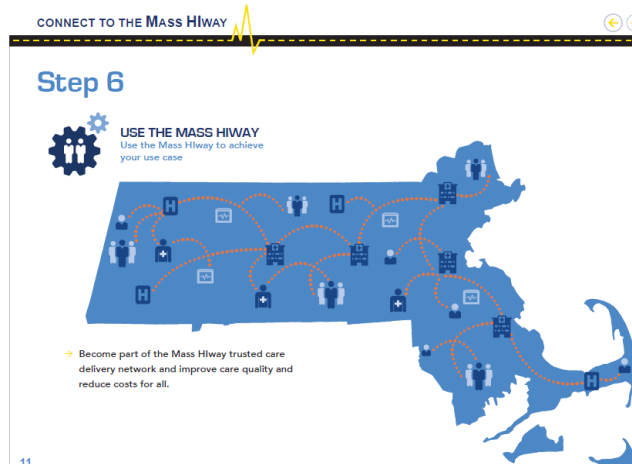 CONNECT TO THE MASS HIWAY
Step 6
USE THE MASS HIWAY
Use the Mass HIway to achieve
your use case
H
H
H
H
→ Become part of the Mass HIway trusted care
delivery network and improve care quality and
reduce costs for all.
11